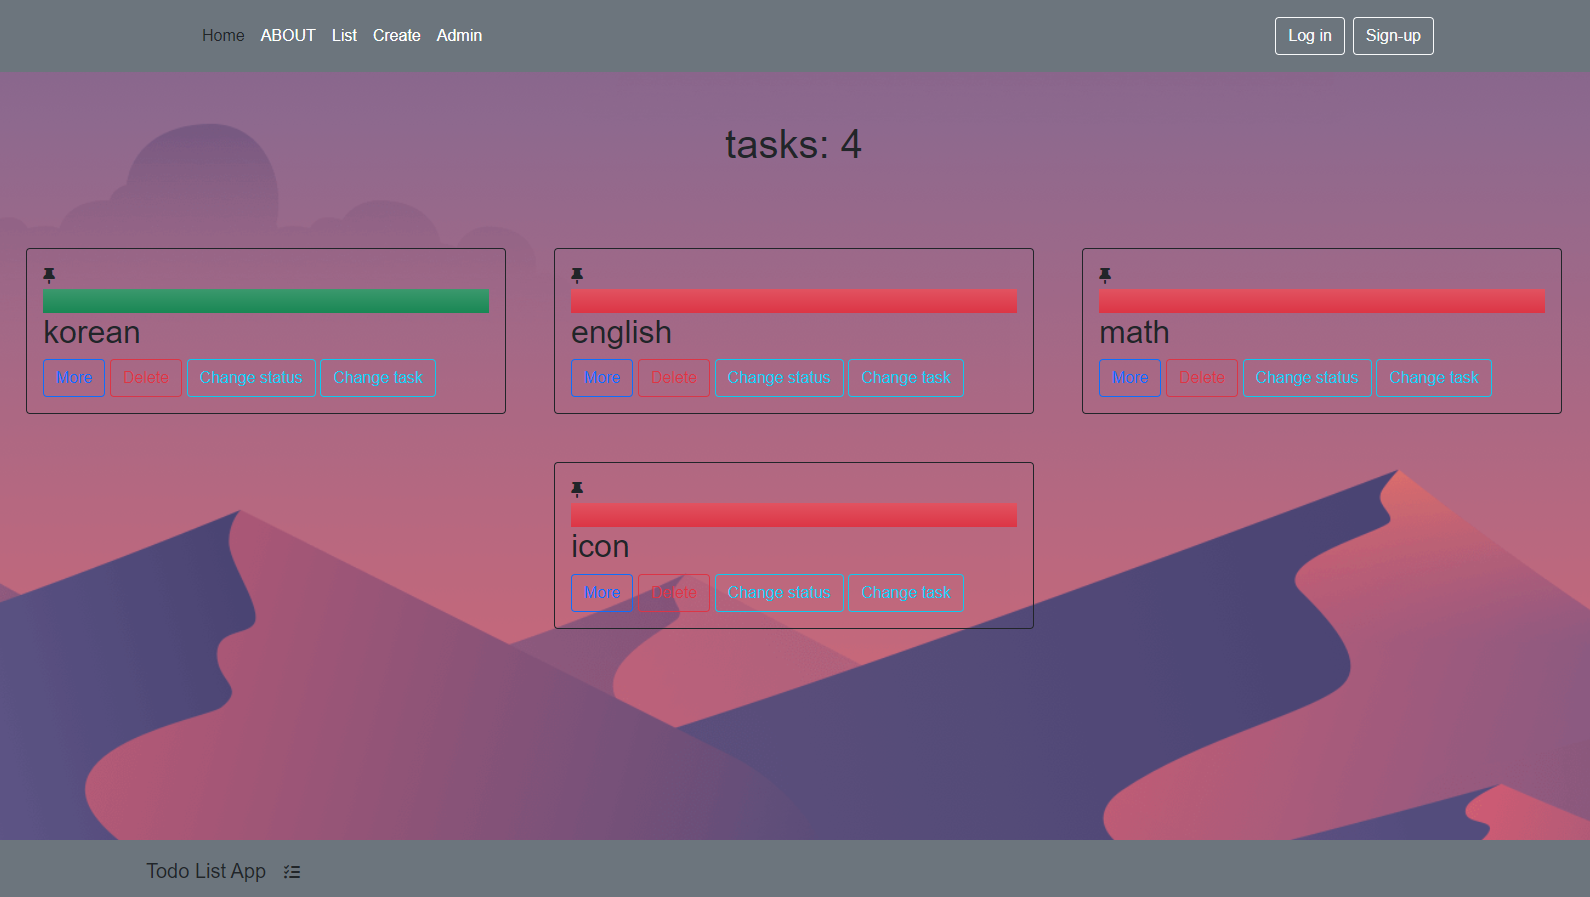 Home ABOUT List Create Admin Log in Sign-up
tasks: 4
korean
More Delete Change status Change task
english
More Delete Change status Change task
math
More Delete Change status Change task
icon
More Delete Change status Change task
Todo List App